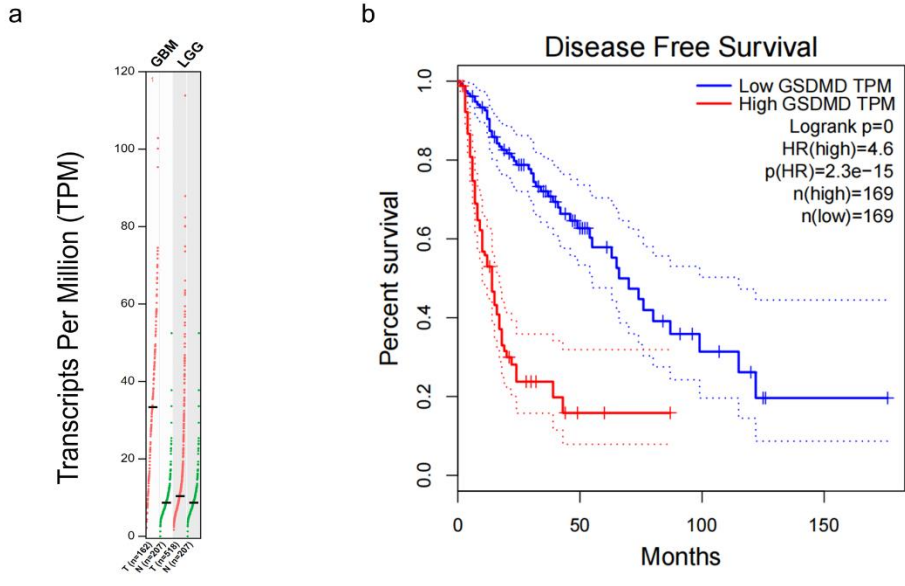 a
GBM
LGG
Transcripts Per Million (TPM)
120
100
80
60
40
20
0
T (n=162)
N (n=207)
T (n=518)
N (n=207)
b
Disease Free Survival
Low GSDMD TPM
High GSDMD TPM
Logrank p=0
HR(high)=4.6
p(HR)=2.3e−15
n(high)=169
n(low)=169
Percent survival
1.0
0.8
0.6
0.4
0.2
0.0
0
50
100
150
Months